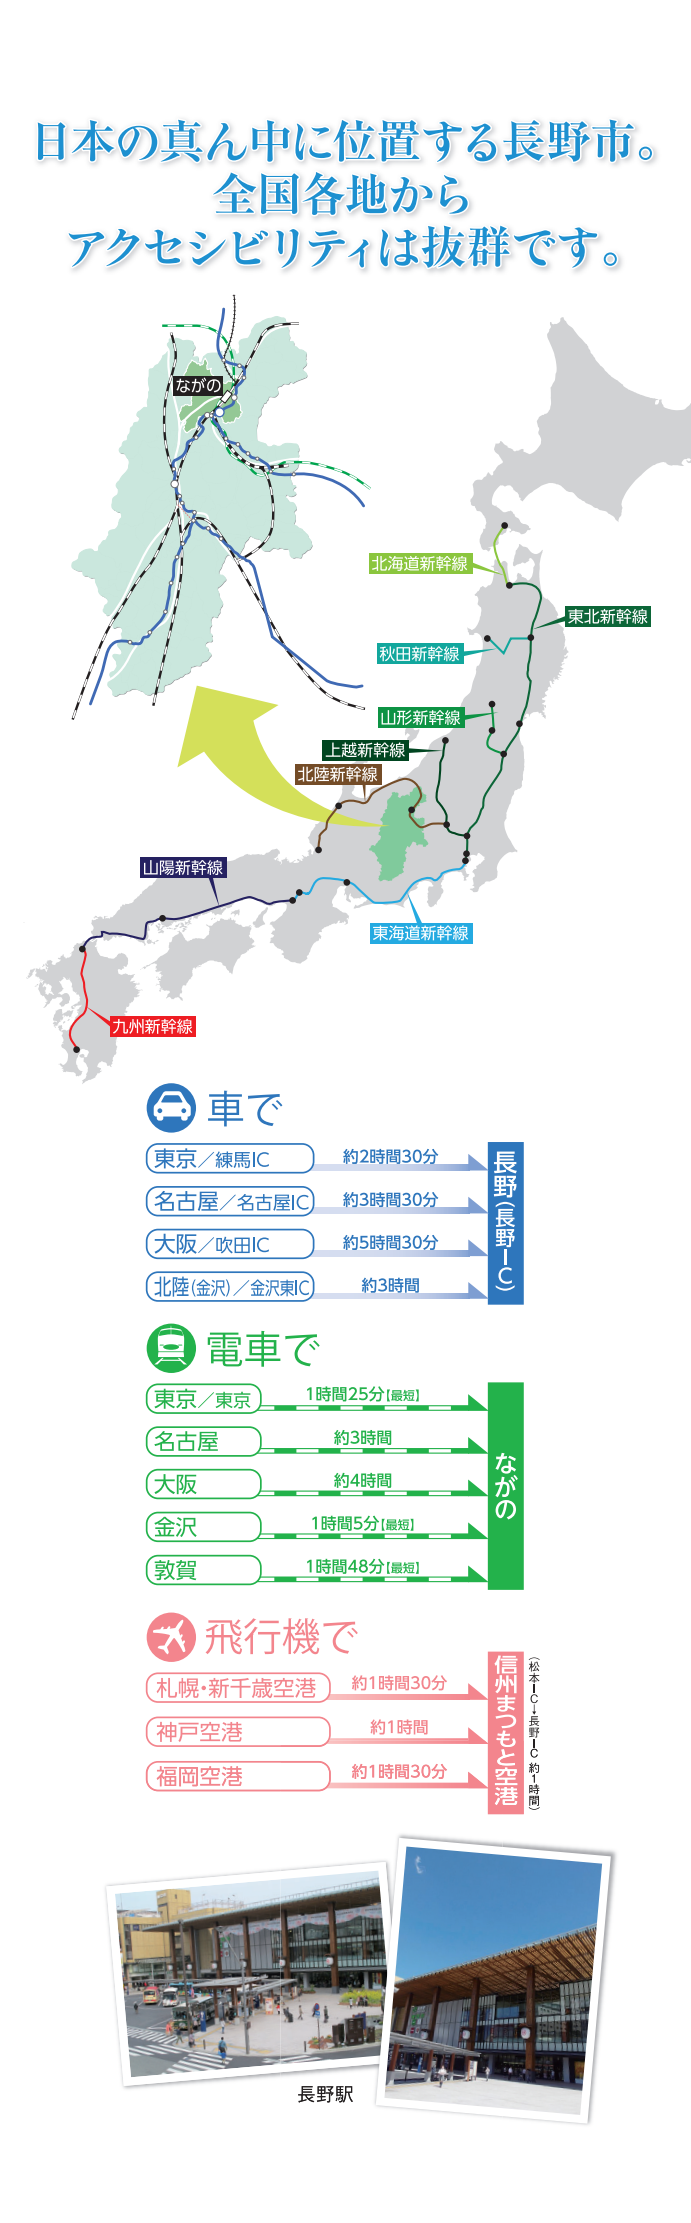 日本の真ん中に位置する長野市。
全国各地から
アクセシビリティは抜群です。
ながの
北海道新幹線
東北新幹線
秋田新幹線
山形新幹線
上越新幹線
北陸新幹線
山陽新幹線
東海道新幹線
九州新幹線
車で
東京／練馬IC
約2時間30分
名古屋／名古屋IC
約3時間30分
大阪／吹田IC
約5時間30分
北陸(金沢)／金沢東IC
約3時間
長野(長野IC)
電車で
東京／東京
1時間25分【最短】
名古屋
約3時間
大阪
約4時間
金沢
1時間5分【最短】
敦賀
1時間48分【最短】
ながの
飛行機で
札幌・新千歳空港
約1時間30分
神戸空港
約1時間
福岡空港
約1時間30分
信州まつもと空港
(松本IC→長野IC 約1時間)
長野駅